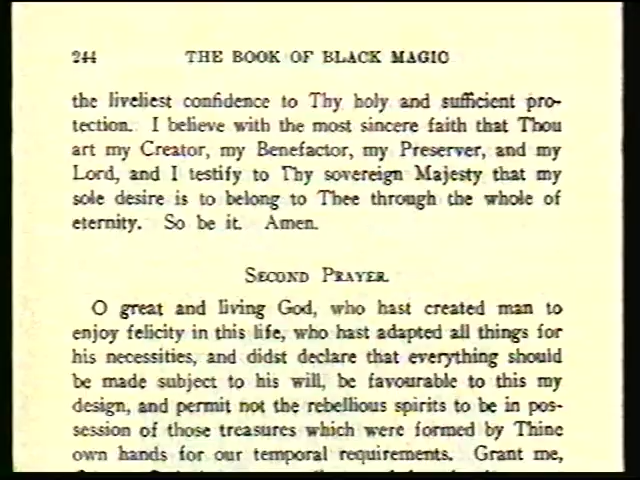 244 THE BOOK OF BLACK MAGIC
the liveliest confidence to Thy holy and sufficient pro-
tection. I believe with the most sincere faith that Thou
art my Creator, my Benefactor, my Preserver, and my
Lord, and I testify to Thy sovereign Majesty that my
sole desire is to belong to Thee through the whole of
eternity. So be it. Amen.
SECOND PRAYER.
O great and living God, who hast created man to
enjoy felicity in this life, who hast adapted all things for
his necessities, and didst declare that everything should
be made subject to his will, be favourable to this my
design, and permit not the rebellious spirits to be in pos-
session of those treasures which were formed by Thine
own hands for our temporal requirements. Grant me,